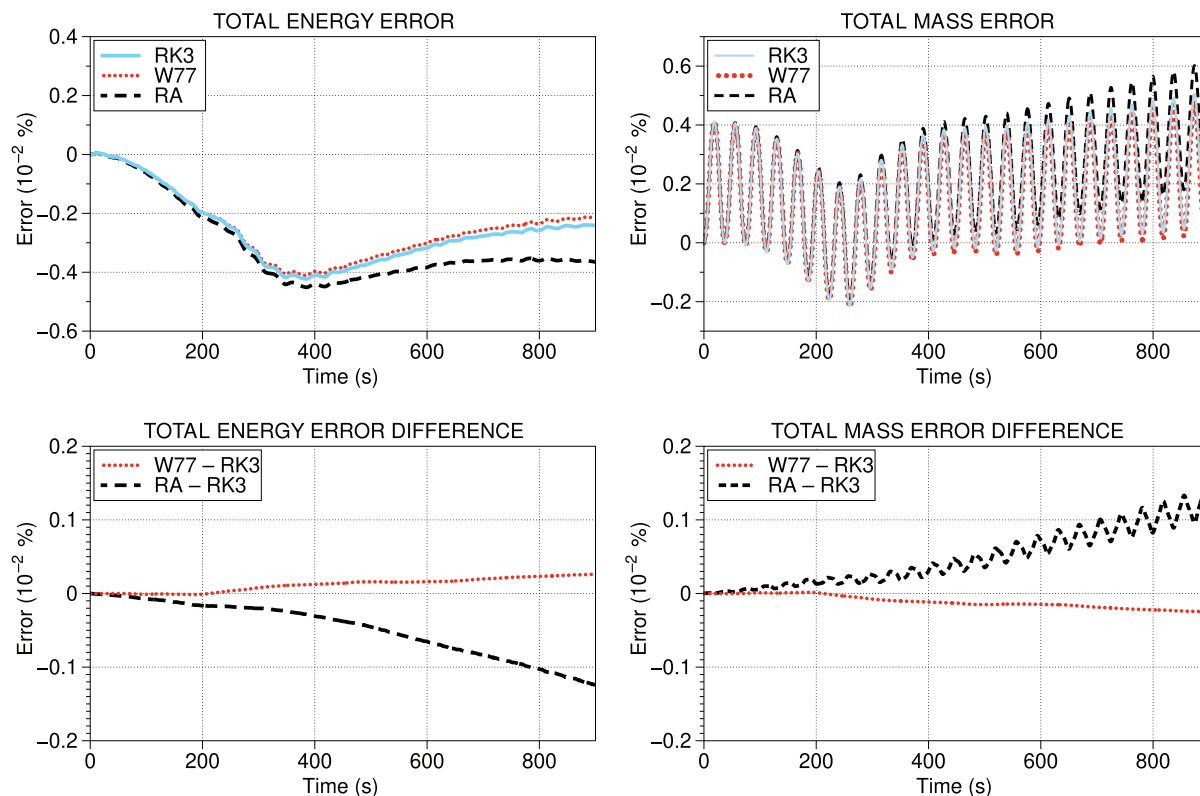 TOTAL ENERGY ERROR
0.4
0.2
0
−0.2
−0.4
−0.6
Error (10−2 %)
RK3
W77
RA
0 200 400 600 800
Time (s)
TOTAL MASS ERROR
0.6
0.4
0.2
0
−0.2
Error (10−2 %)
RK3
W77
RA
0 200 400 600 800
Time (s)
TOTAL ENERGY ERROR DIFFERENCE
0.2
0.1
0
−0.1
−0.2
Error (10−2 %)
W77 – RK3
RA – RK3
0 200 400 600 800
Time (s)
TOTAL MASS ERROR DIFFERENCE
0.2
0.1
0
−0.1
−0.2
Error (10−2 %)
W77 – RK3
RA – RK3
0 200 400 600 800
Time (s)